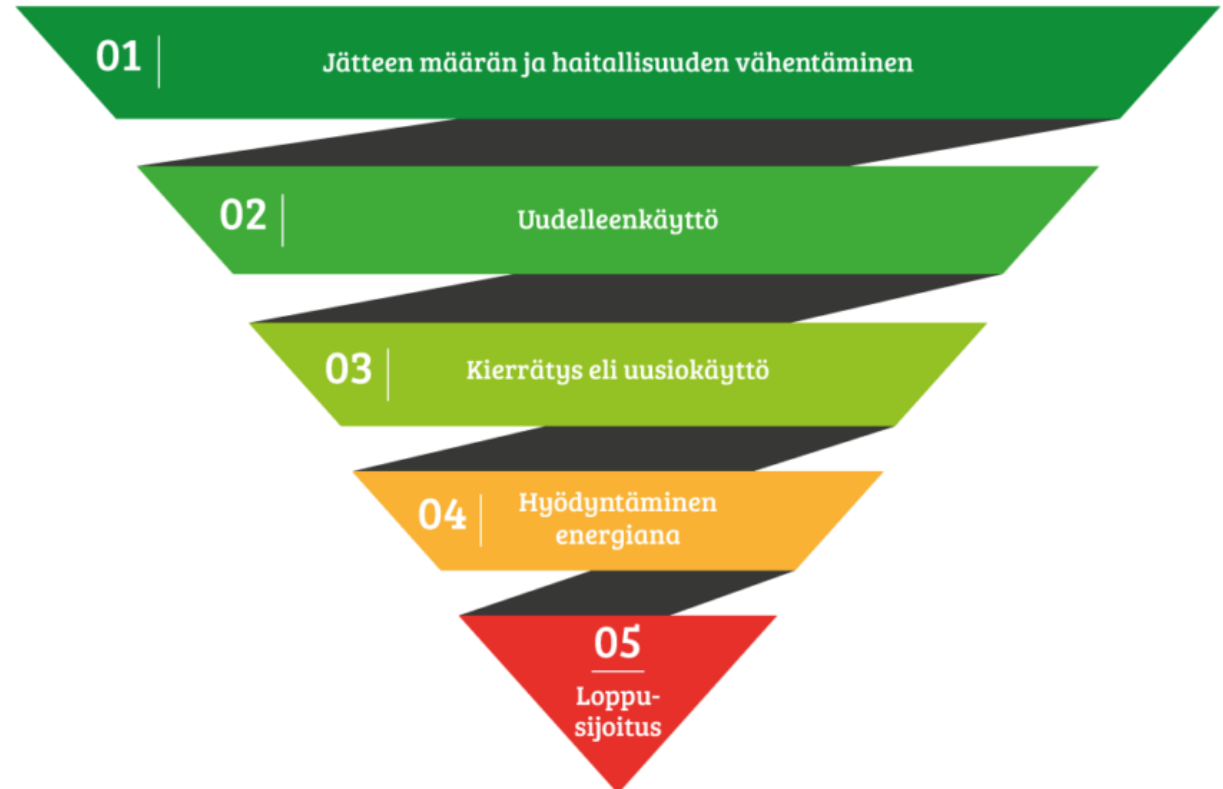 01
Jätteen määrän ja haitallisuuden vähentäminen
02
Uudelleenkäyttö
03
Kierrätys eli uusiokäyttö
04
Hyödyntäminen
energiana
05
Loppu-
sijoitus